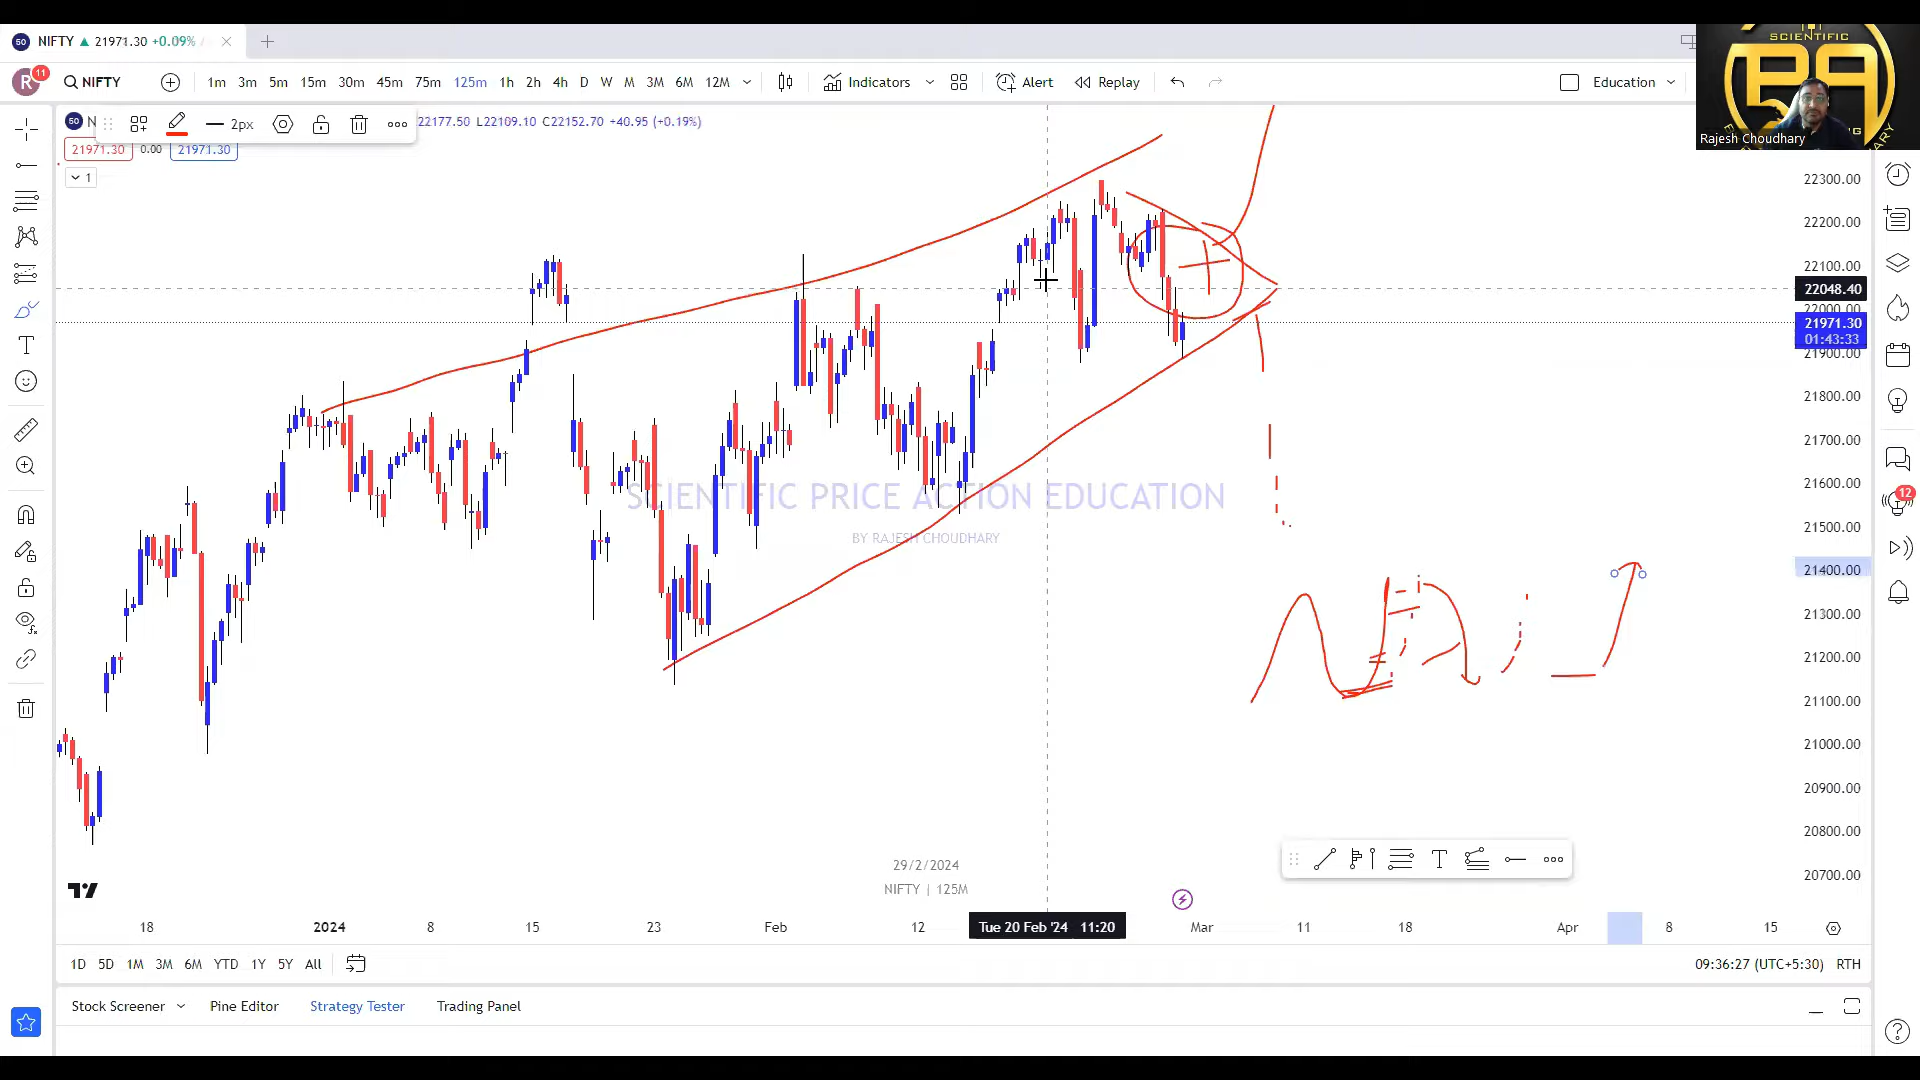 50 NIFTY ▲ 21971.30 +0.09% /
SCIENTIFIC
Rajesh Choudhary
R 11 NIFTY 1m 3m 5m 15m 30m 45m 75m 125m 1h 2h 4h D W M 3M 6M 12M Indicators Alert Replay Education
50 N 2px 22177.50 L22109.10 C22152.70 +40.95 (+0.19%)
21971.30 0.00 21971.30
1
22300.00
22200.00
22100.00
22048.40
22000.00
21971.30
01:43:33
21900.00
21800.00
21700.00
21600.00
21500.00
21400.00
21300.00
21200.00
21100.00
21000.00
20900.00
20800.00
20700.00
12
SCIENTIFIC PRICE ACTION EDUCATION
BY RAJESH CHOUDHARY
29/2/2024
NIFTY | 125M
18 2024 8 15 23 Feb 12 Tue 20 Feb '24 11:20 Mar 11 18 Apr 8 15
1D 5D 1M 3M 6M YTD 1Y 5Y All 09:36:27 (UTC+5:30) RTH
Stock Screener Pine Editor Strategy Tester Trading Panel